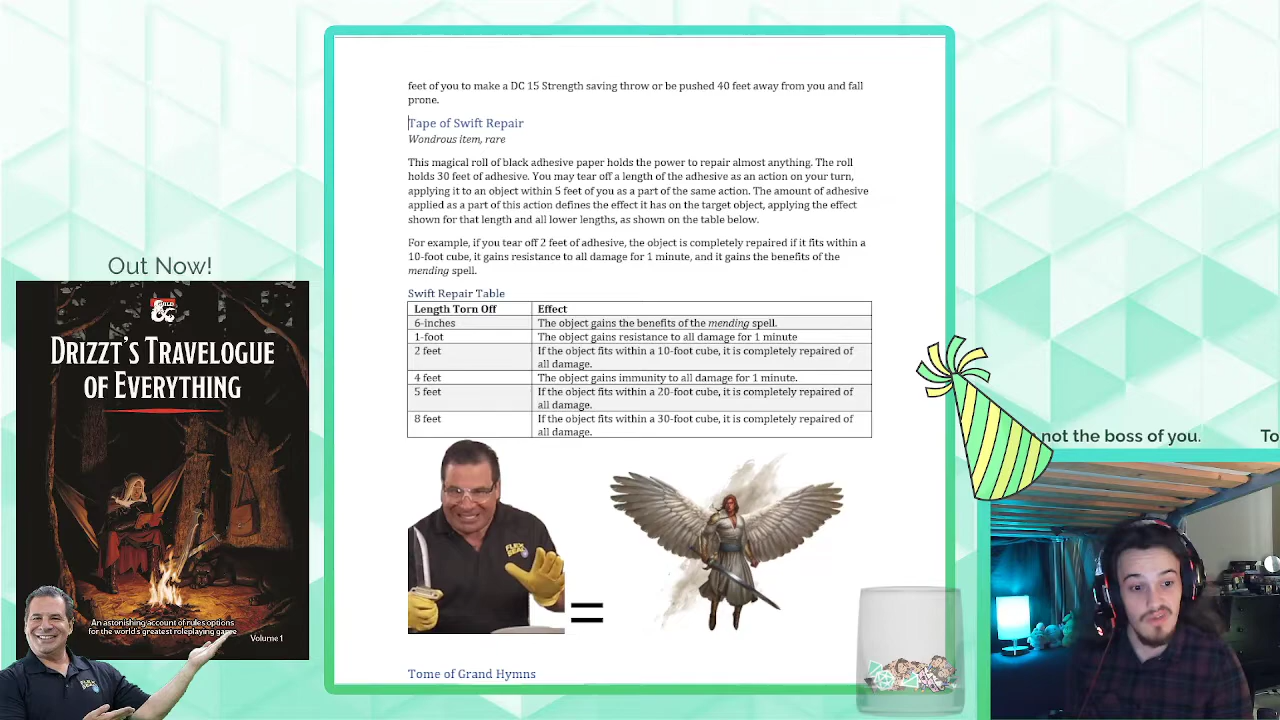 feet of you to make a DC 15 Strength saving throw or be pushed 40 feet away from you and fall
prone.
Tape of Swift Repair
Wondrous item, rare
This magical roll of black adhesive paper holds the power to repair almost anything. The roll
holds 30 feet of adhesive. You may tear off a length of the adhesive as an action on your turn,
applying it to an object within 5 feet of you as a part of the same action. The amount of adhesive
applied as a part of this action defines the effect it has on the target object, applying the effect
shown for that length and all lower lengths, as shown on the table below.
For example, if you tear off 2 feet of adhesive, the object is completely repaired if it fits within a
10-foot cube, it gains resistance to all damage for 1 minute, and it gains the benefits of the
mending spell.
Swift Repair Table
Length Torn Off Effect
6-inches The object gains the benefits of the mending spell.
1-foot The object gains resistance to all damage for 1 minute
2 feet If the object fits within a 10-foot cube, it is completely repaired of
all damage.
4 feet The object gains immunity to all damage for 1 minute.
5 feet If the object fits within a 20-foot cube, it is completely repaired of
all damage.
8 feet If the object fits within a 30-foot cube, it is completely repaired of
all damage.
FLEX
SEAL
=
Tome of Grand Hymns
Out Now!
DRIZZT'S TRAVELOGUE
OF EVERYTHING
An astonishing account of rules options
for the world's greatest roleplaying game
Volume 1
not the boss of you.
To